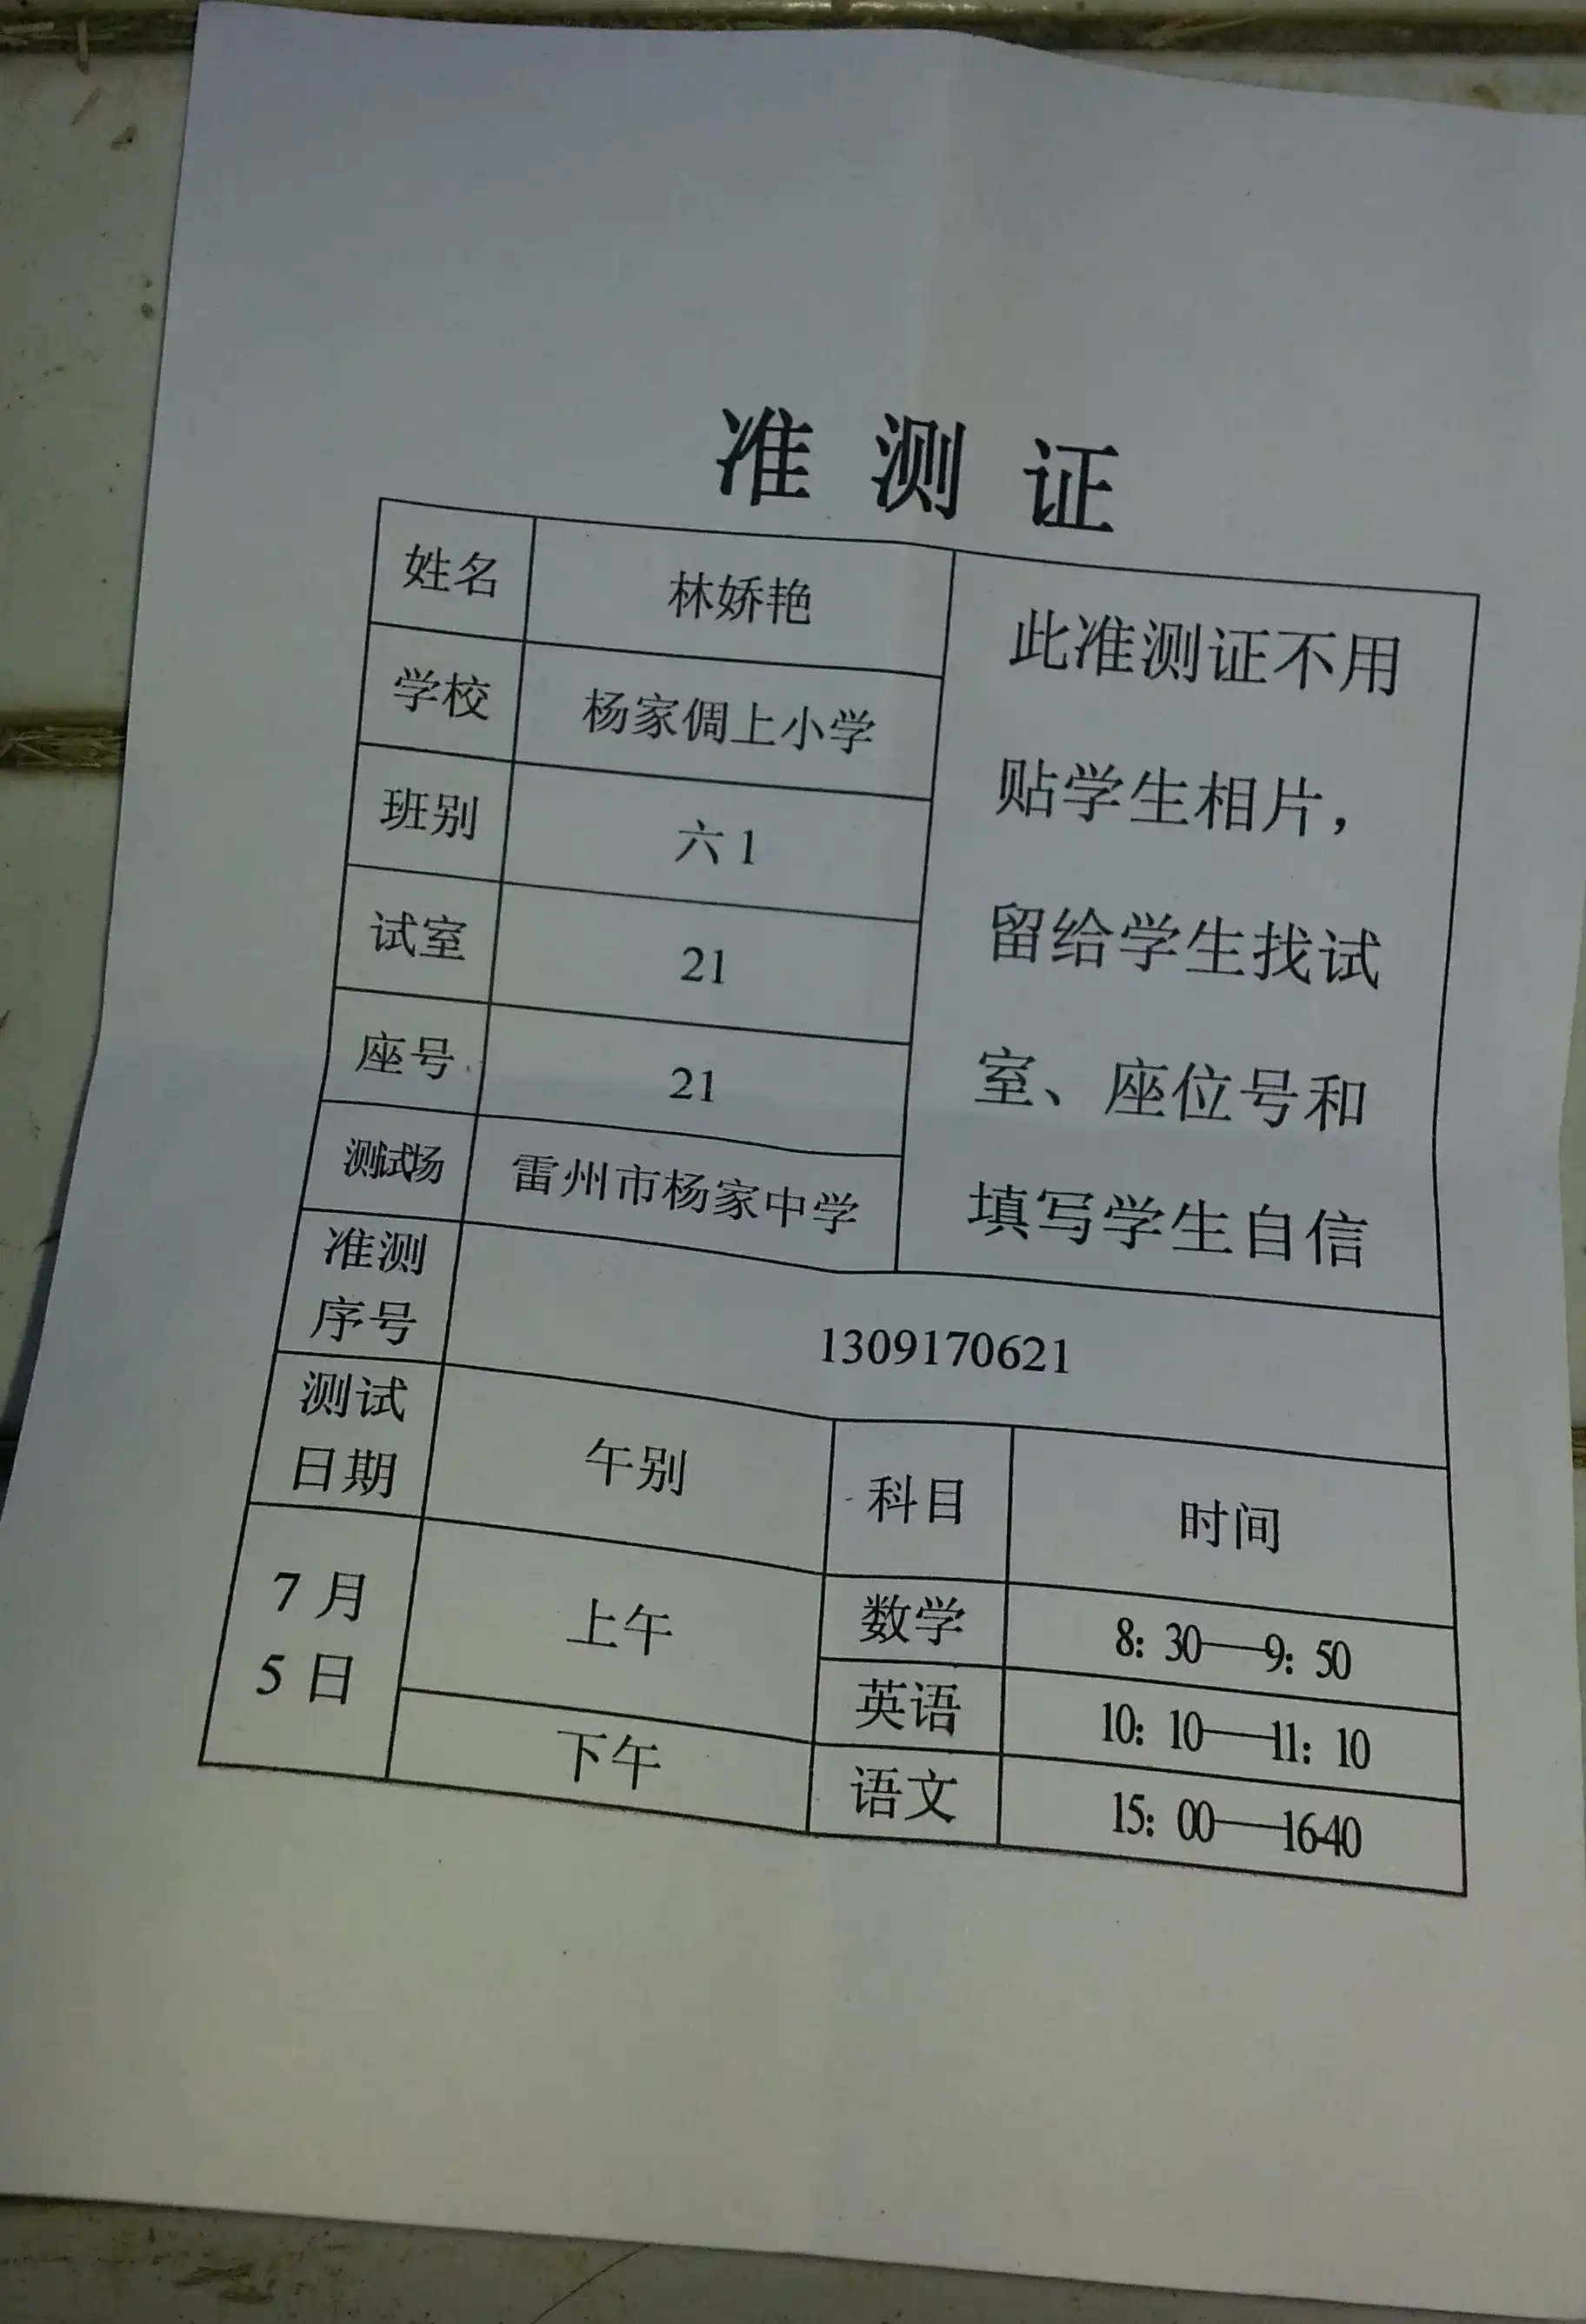 准测证
姓名 林娇艳
学校 杨家倜上小学
班别 六1
试室 21
座号 21
测试场 雷州市杨家中学
此准测证不用
贴学生相片，
留给学生找试
室、座位号和
填写学生自信
准测
序号
1309170621
测试
日期
午别 科目 时间
7月
5日
上午
数学 8：30——9：50
英语 10：10——11：10
下午 语文 15：00——1640